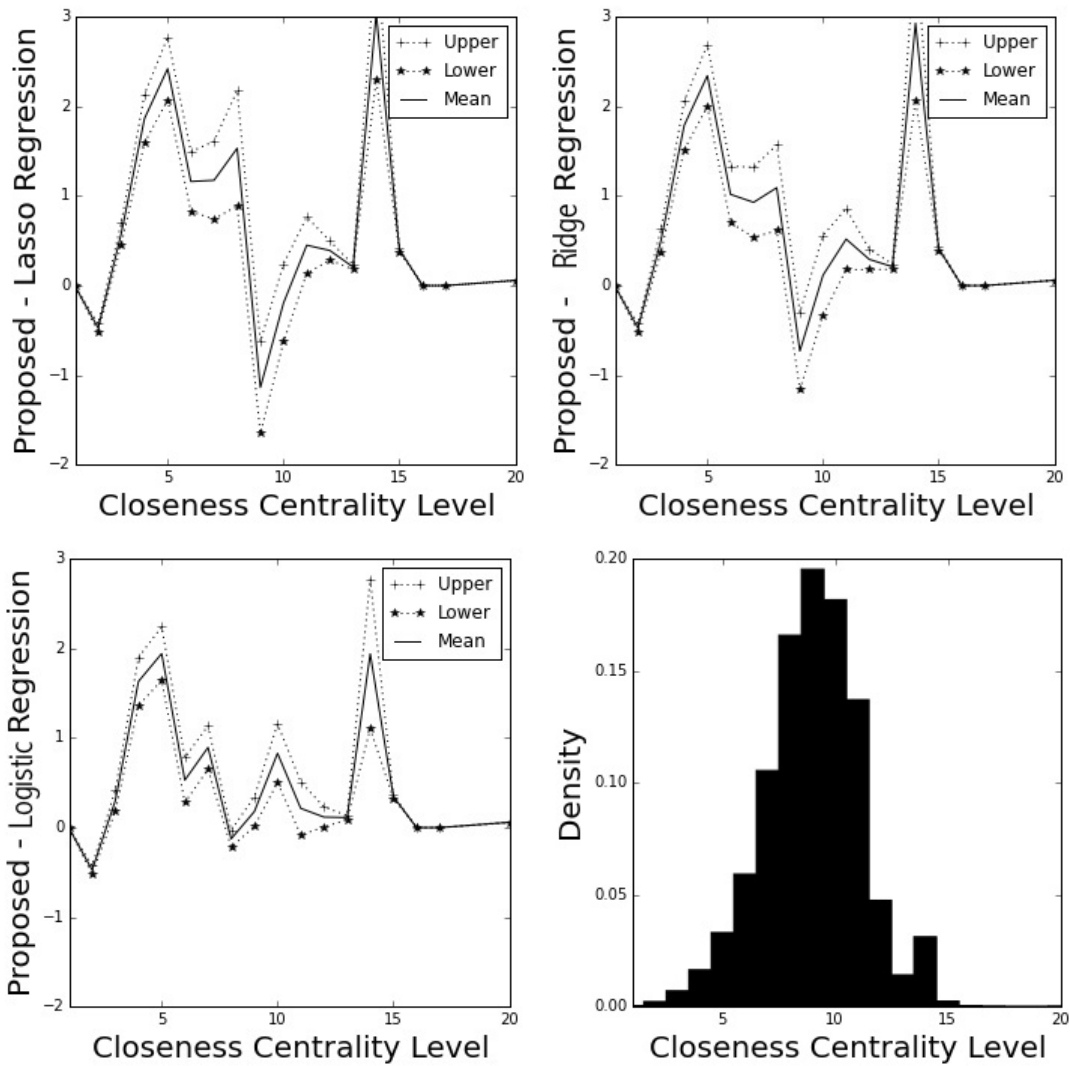 3
2
1
0
−1
−2
Proposed - Lasso Regression
Upper
Lower
Mean
5
10
15
20
Closeness Centrality Level
3
2
1
0
−1
−2
Proposed - Ridge Regression
Upper
Lower
Mean
5
10
15
20
Closeness Centrality Level
3
2
1
0
−1
−2
Proposed - Logistic Regression
Upper
Lower
Mean
5
10
15
20
Closeness Centrality Level
0.20
0.15
0.10
0.05
0.00
Density
5
10
15
20
Closeness Centrality Level